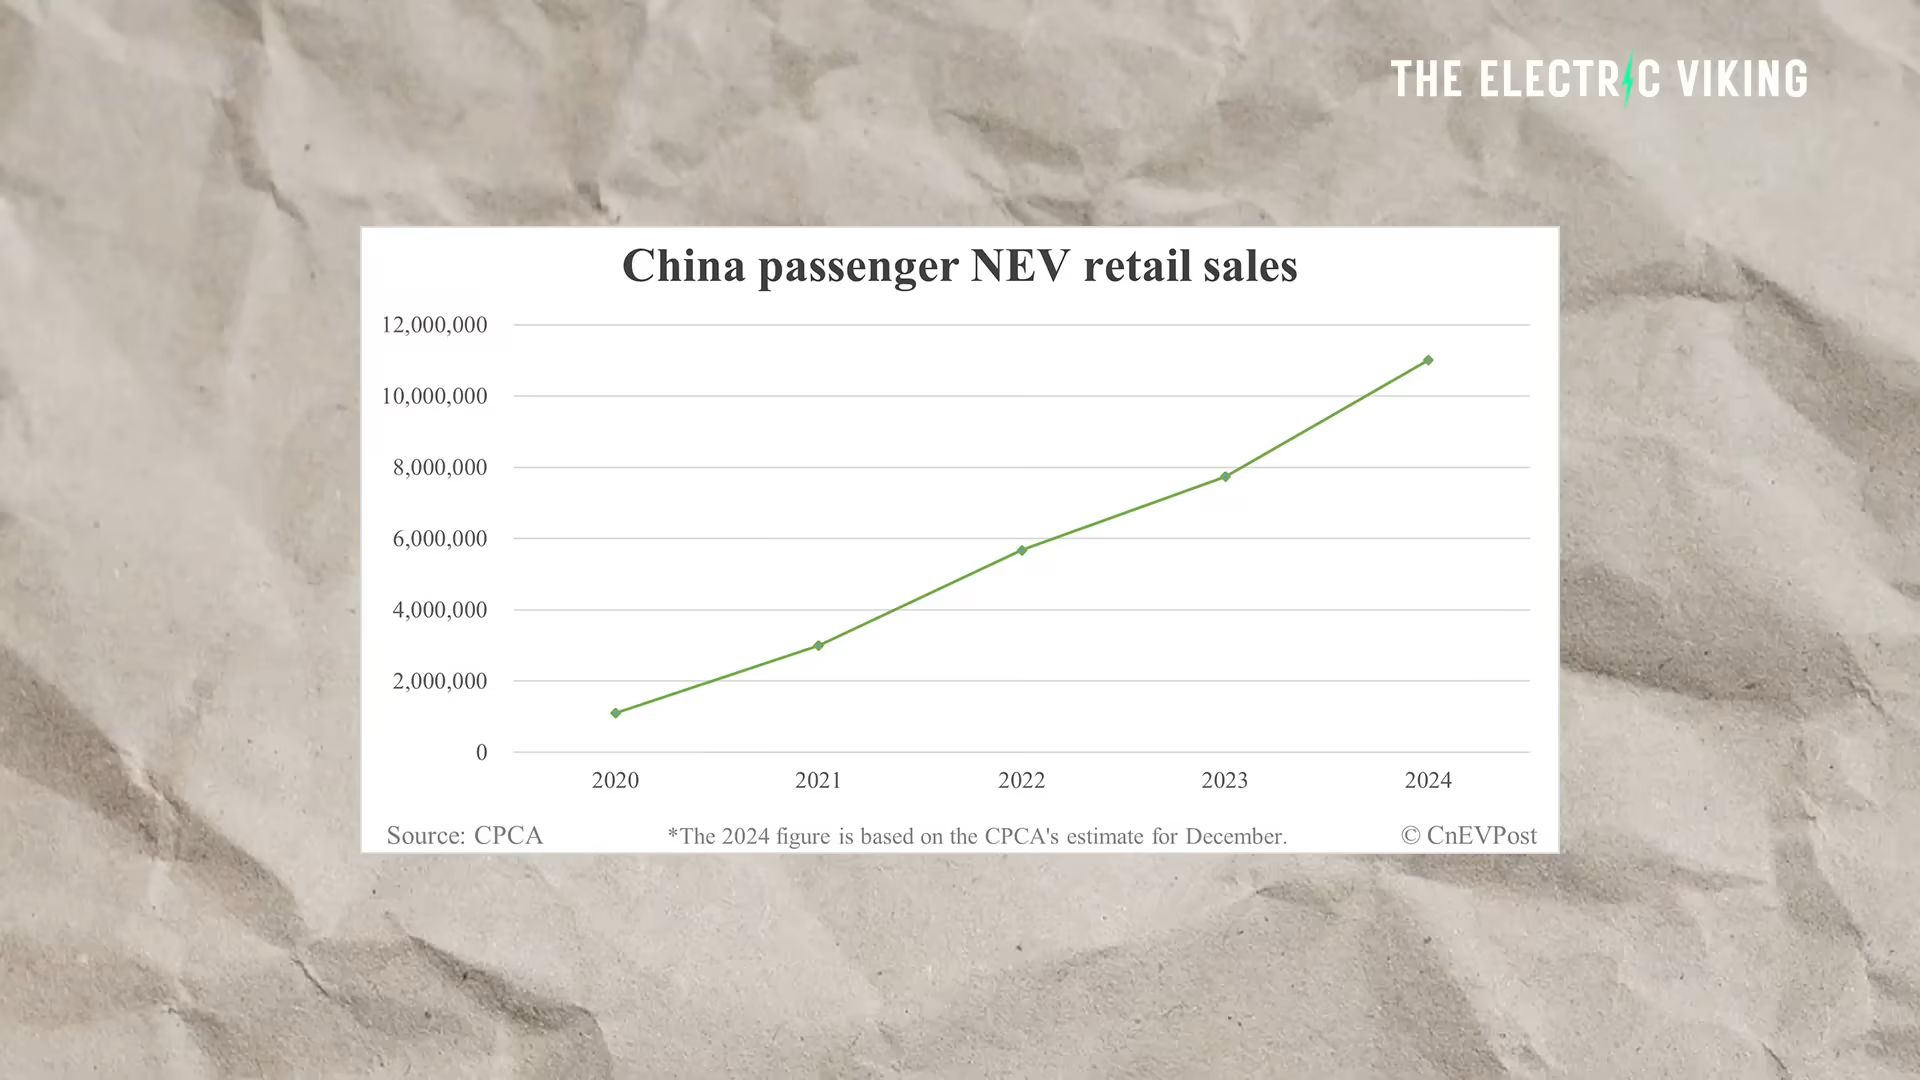 THE ELECTRIC VIKING
China passenger NEV retail sales
12,000,000
10,000,000
8,000,000
6,000,000
4,000,000
2,000,000
0
2020 2021 2022 2023 2024
Source: CPCA *The 2024 figure is based on the CPCA's estimate for December. © CnEVPost